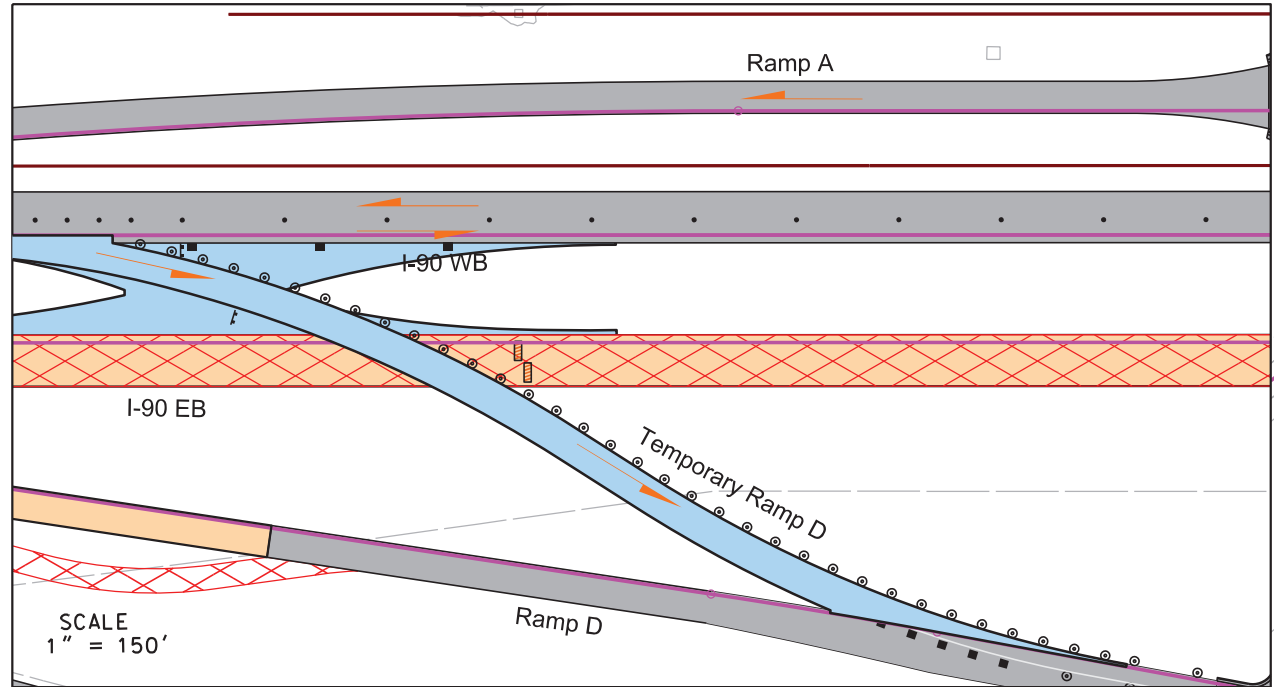 Ramp A
I-90 WB
I-90 EB
Temporary Ramp D
Ramp D
SCALE
1" = 150'